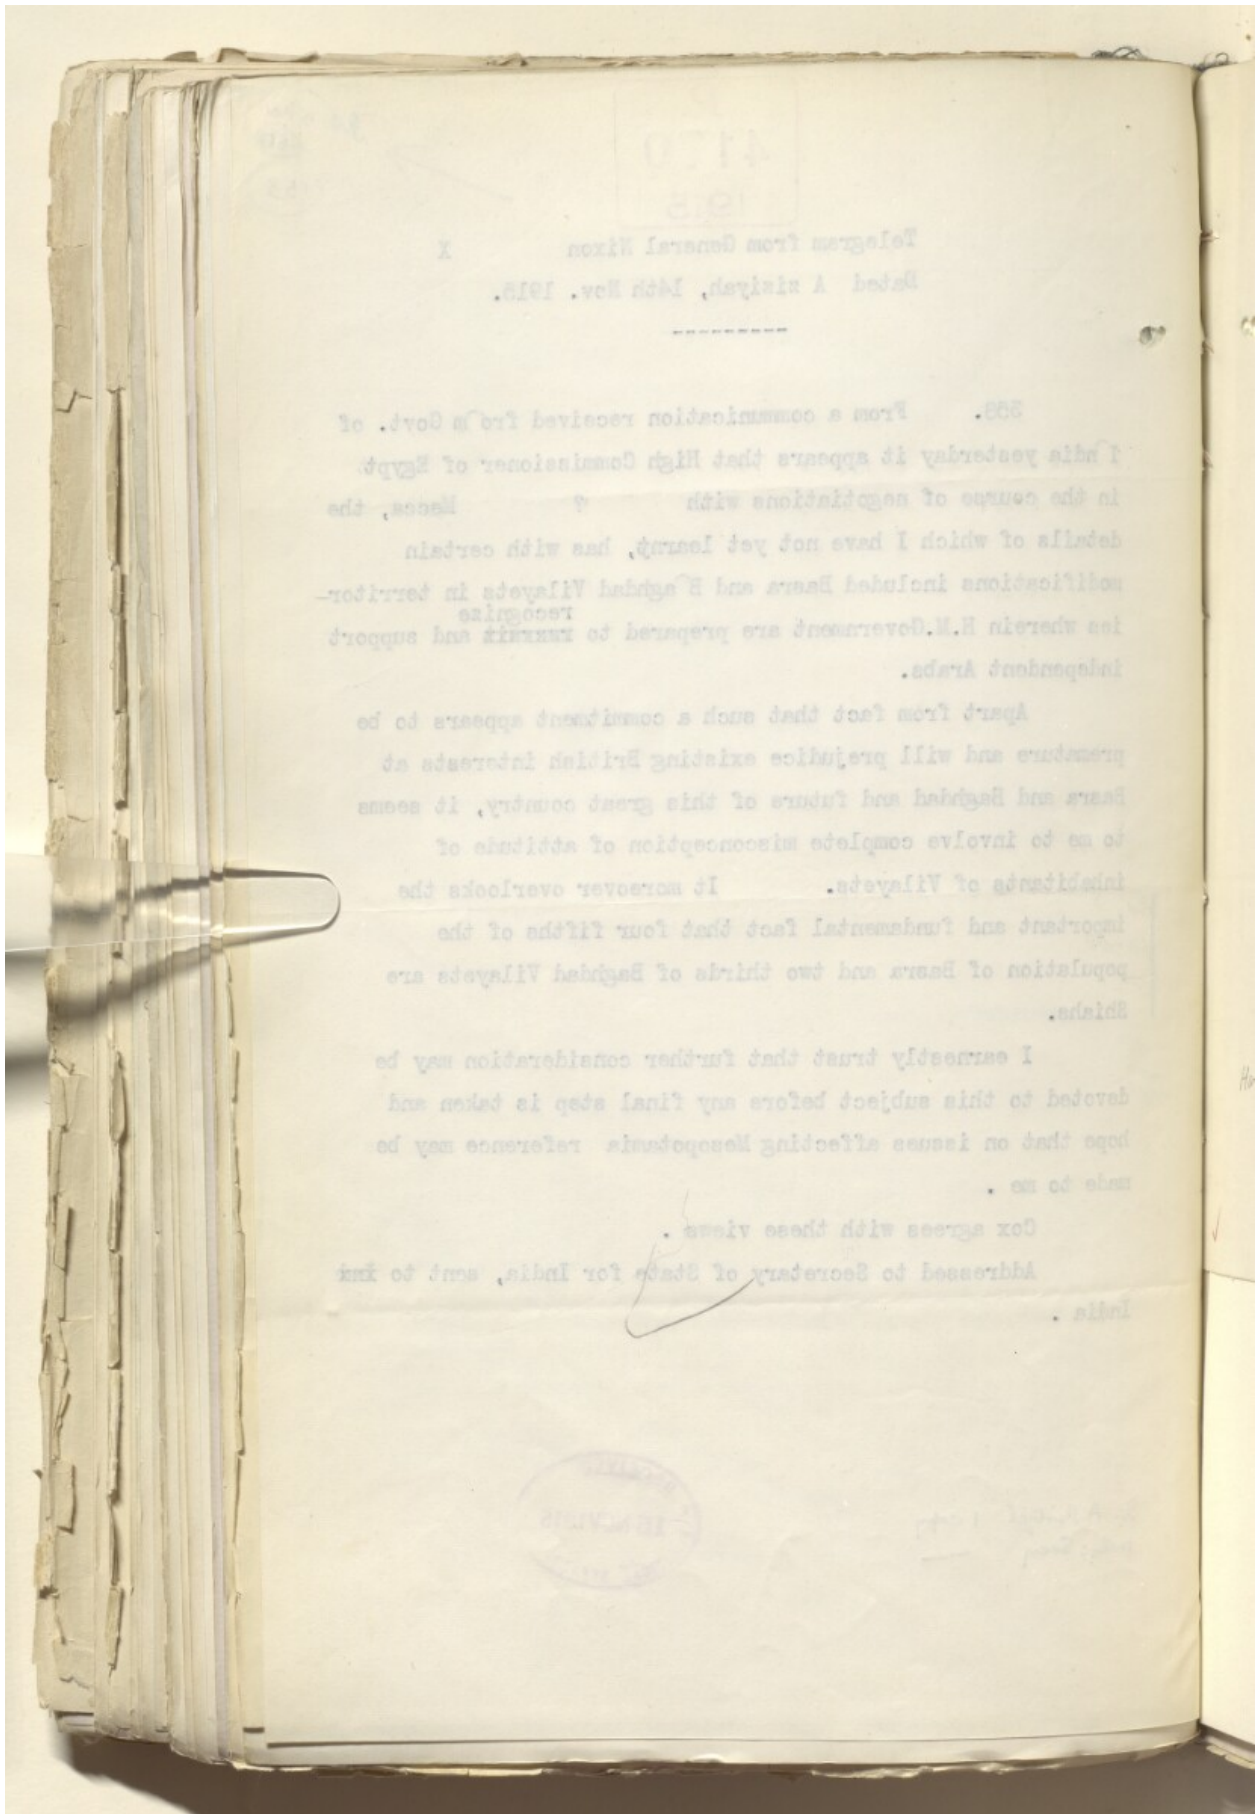 P
4170
1915
Telegram from General Nixon X
Dated A zisiyah, 14th Nov. 1915.
---------
From a communication received fro m Govt. of
i ndia yesterday it appears that High Commissioner of Egypt
in the course of negotiations with ? Mecca, the
details of which I have not yet learnt, has with certain
modifications included Basra and B aghdad Vilayets in territor-
recognize
ies wherein H.M.Government are prepared to and support
independent Arabs.
Apart from fact that such a commitment appears to be
premature and will prejudice existing British interests at
Basra and Baghdad and future of this great country, it seems
to me to involve complete misconception of attitude of
inhabitants of Vilayets. It moreover overlooks the
important and fundamental fact that four fifths of the
population of Basra and two thirds of Baghdad Vilayets are
Shiahs.
I earnestly trust that further consideration may be
devoted to this subject before any final step is taken and
hope that on issues affecting Mesopotamia reference may be
made to me .
Cox agrees with these views .
Addressed to Secretary of State for India, sent to
India .